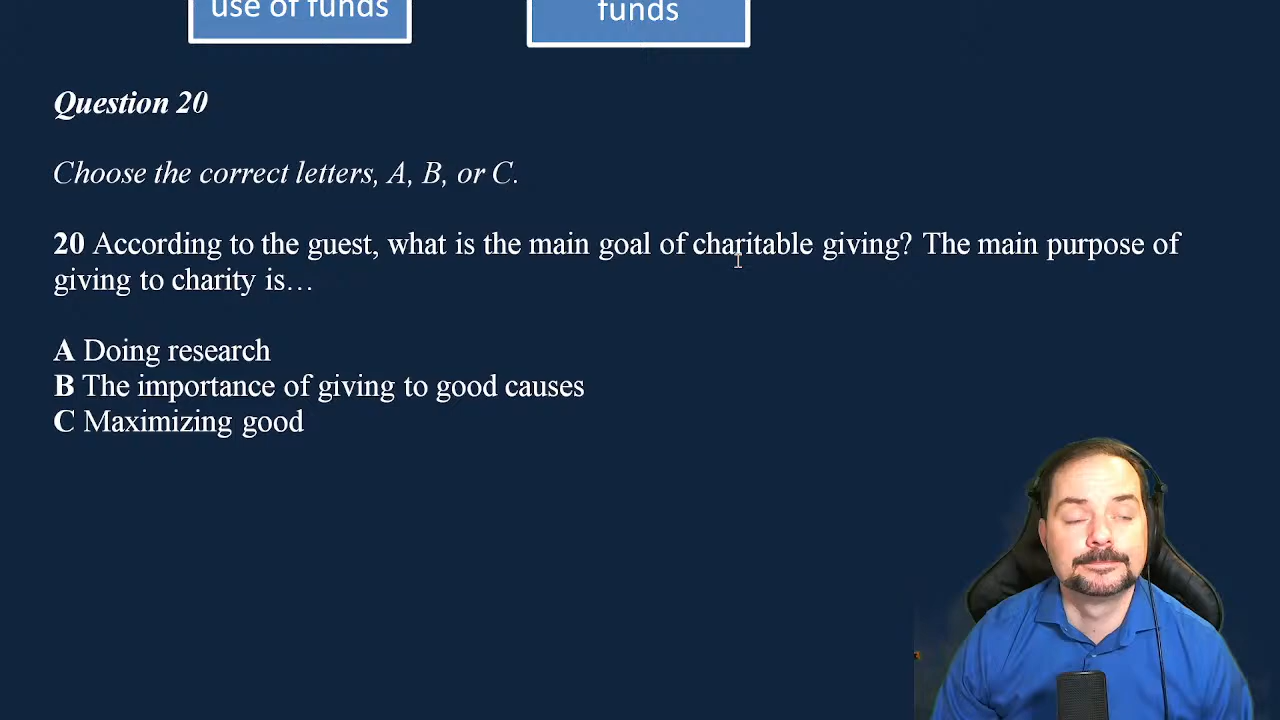 use of funds
funds
Question 20
Choose the correct letters, A, B, or C.
20 According to the guest, what is the main goal of charitable giving? The main purpose of
giving to charity is…
A Doing research
B The importance of giving to good causes
C Maximizing good